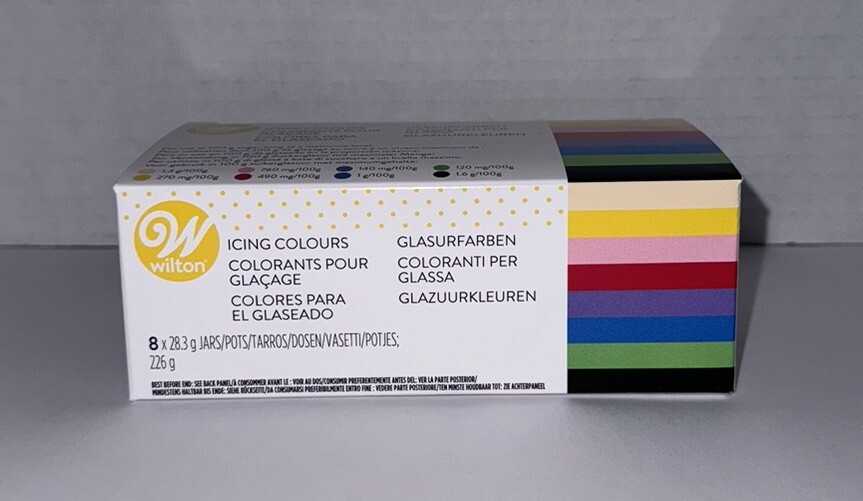 1.3 g/100g
760 mg/100g
140 mg/100g
120 mg/100g
270 mg/100g
490 mg/100g
1 g/100g
1.6 g/100g
W
wilton
ICING COLOURS
COLORANTS POUR
GLAÇAGE
COLORES PARA
EL GLASEADO
GLASURFARBEN
COLORANTI PER
GLASSA
GLAZUURKLEUREN
8 x 28.3 g JARS/POTS/TARROS/DOSEN/VASETTI/POTJES;
226 g
BEST BEFORE END: SEE BACK PANEL/À CONSOMMER AVANT LE : VOIR AU DOS/CONSUMIR PREFERENTEMENTE ANTES DEL: VER LA PARTE POSTERIOR/
MINDESTENS HALTBAR BIS ENDE: SIEHE RÜCKSEITE/DA CONSUMARSI PREFERIBILMENTE ENTRO FINE : VEDERE PARTE POSTERIORE/TEN MINSTE HOUDBAAR TOT: ZIE ACHTERPANEEL